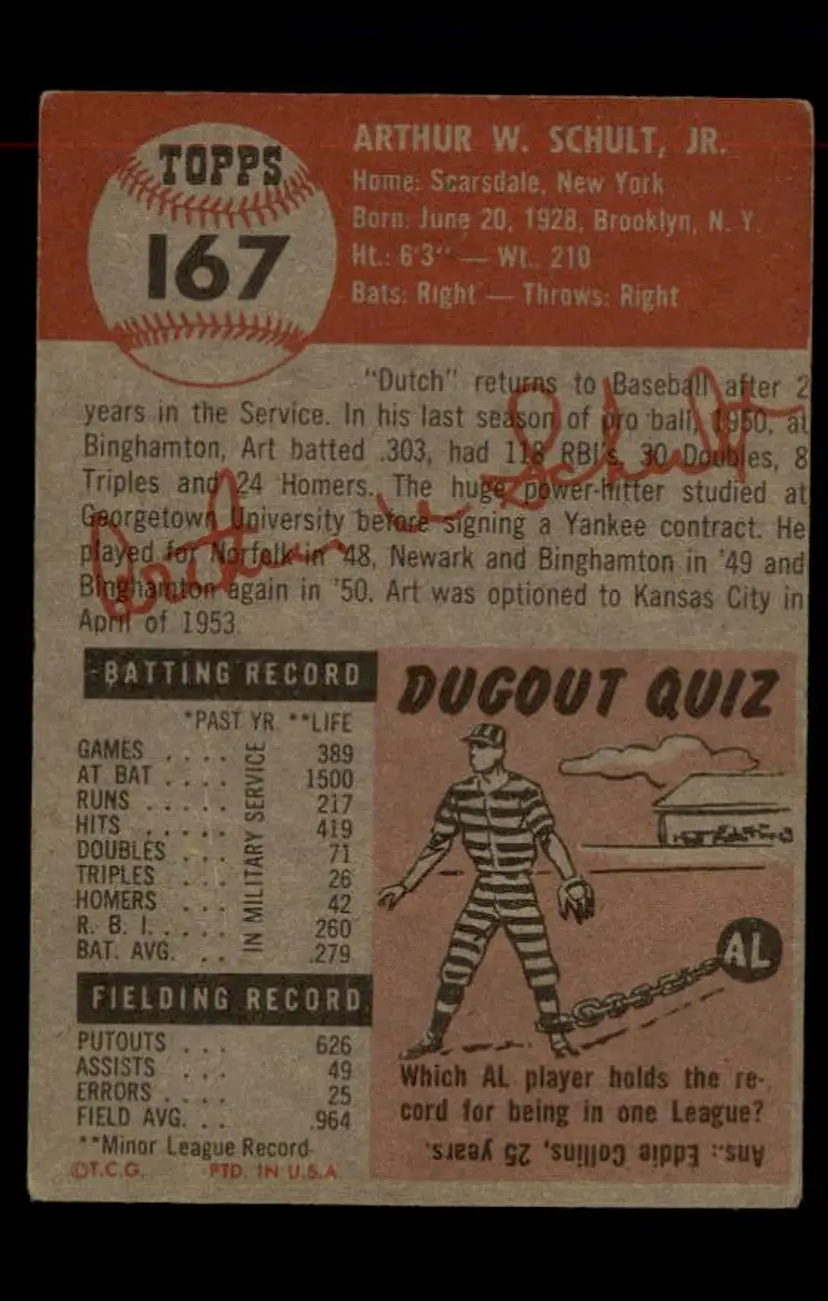 TOPPS
167
ARTHUR W. SCHULT, JR.
Home: Scarsdale, New York
Born: June 20, 1928, Brooklyn, N. Y.
Ht.: 6'3" — Wt.. 210
Bats: Right — Throws: Right
"Dutch" returns to Baseball after 2
years in the Service. In his last season of pro ball, 1950, at
Binghamton, Art batted .303, had 118 RBI's, 30 Doubles, 8
Triples and 24 Homers. The huge power-hitter studied at
Georgetown University before signing a Yankee contract. He
played for Norfolk in '48, Newark and Binghamton in '49 and
Binghamton again in '50. Art was optioned to Kansas City in
April of 1953.
Arthur W Schult
BATTING RECORD
*PAST YR **LIFE
GAMES .... 389
AT BAT .... 1500
RUNS ..... 217
HITS ..... 419
DOUBLES ... 71
TRIPLES ... 26
HOMERS ... 42
R. B. I. .... 260
BAT. AVG. .. .279
IN MILITARY SERVICE
FIELDING RECORD
PUTOUTS ... 626
ASSISTS ... 49
ERRORS .... 25
FIELD AVG. .. .964
**Minor League Record
©T.C.G. PTD. IN U.S.A.
DUGOUT QUIZ
AL
Which AL player holds the re-
cord for being in one League?
Ans.: Eddie Collins, 25 years.